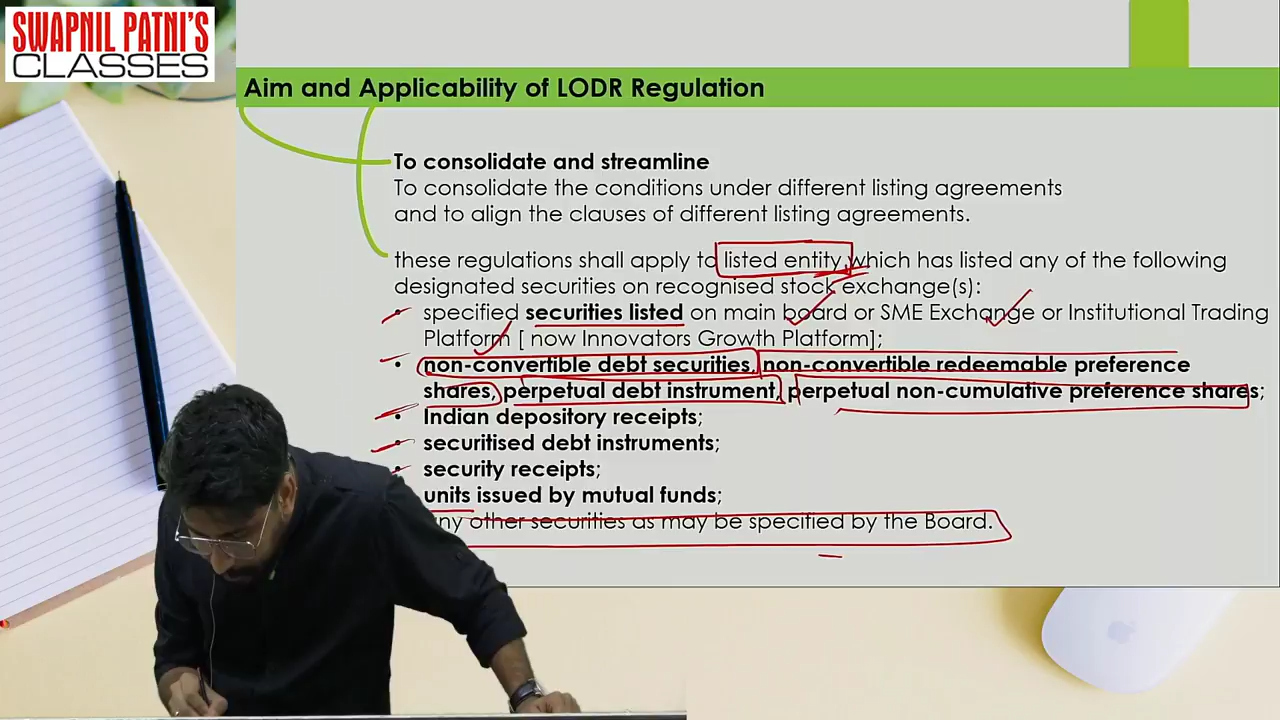 SWAPNIL PATNI'S
CLASSES
Aim and Applicability of LODR Regulation
To consolidate and streamline
To consolidate the conditions under different listing agreements
and to align the clauses of different listing agreements.
these regulations shall apply to listed entity which has listed any of the following
designated securities on recognised stock exchange(s):
• specified securities listed on main board or SME Exchange or Institutional Trading
Platform [ now Innovators Growth Platform];
• non-convertible debt securities, non-convertible redeemable preference
shares, perpetual debt instrument, perpetual non-cumulative preference shares;
• Indian depository receipts;
• securitised debt instruments;
• security receipts;
units issued by mutual funds;
any other securities as may be specified by the Board.